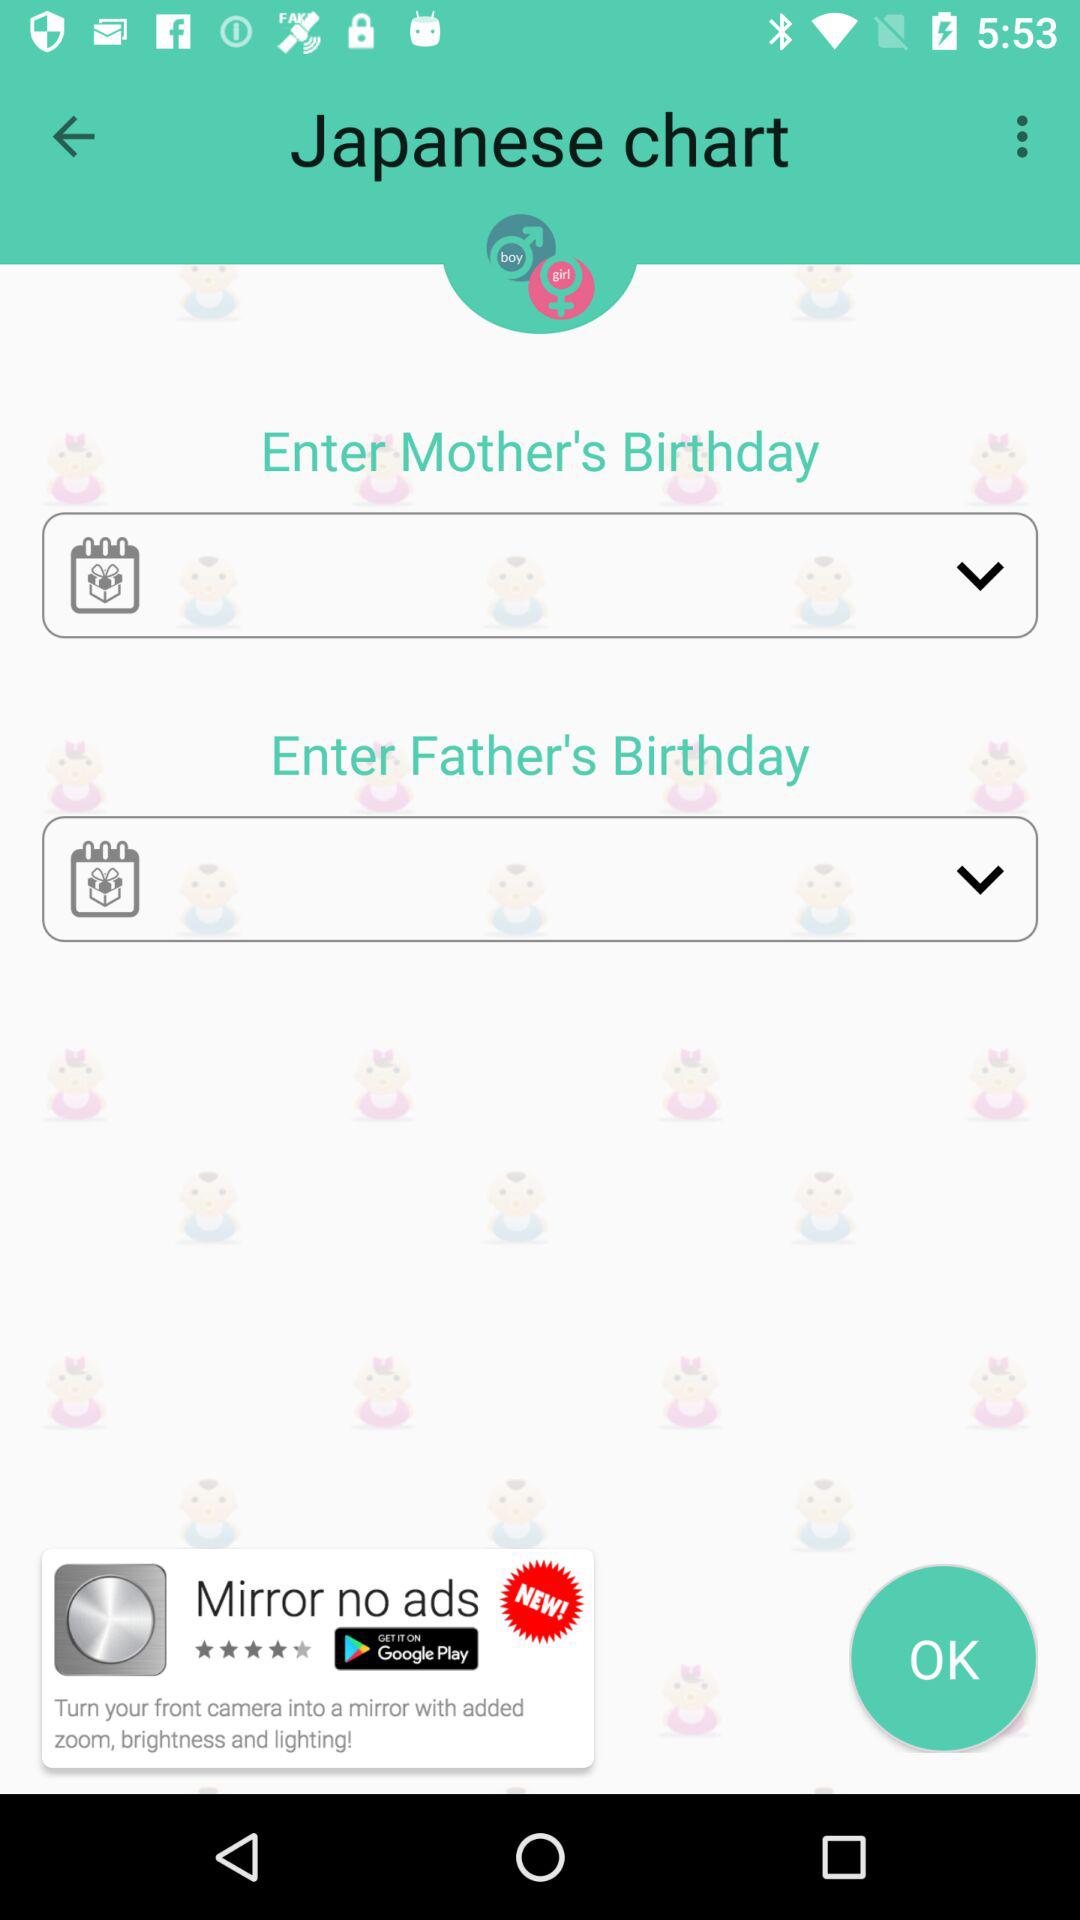 FAKE
5:53
Japanese chart
boy
girl
Enter Mother's Birthday
Enter Father's Birthday
Mirror no ads
NEW!
GET IT ON
Google Play
Turn your front camera into a mirror with added
zoom, brightness and lighting!
OK